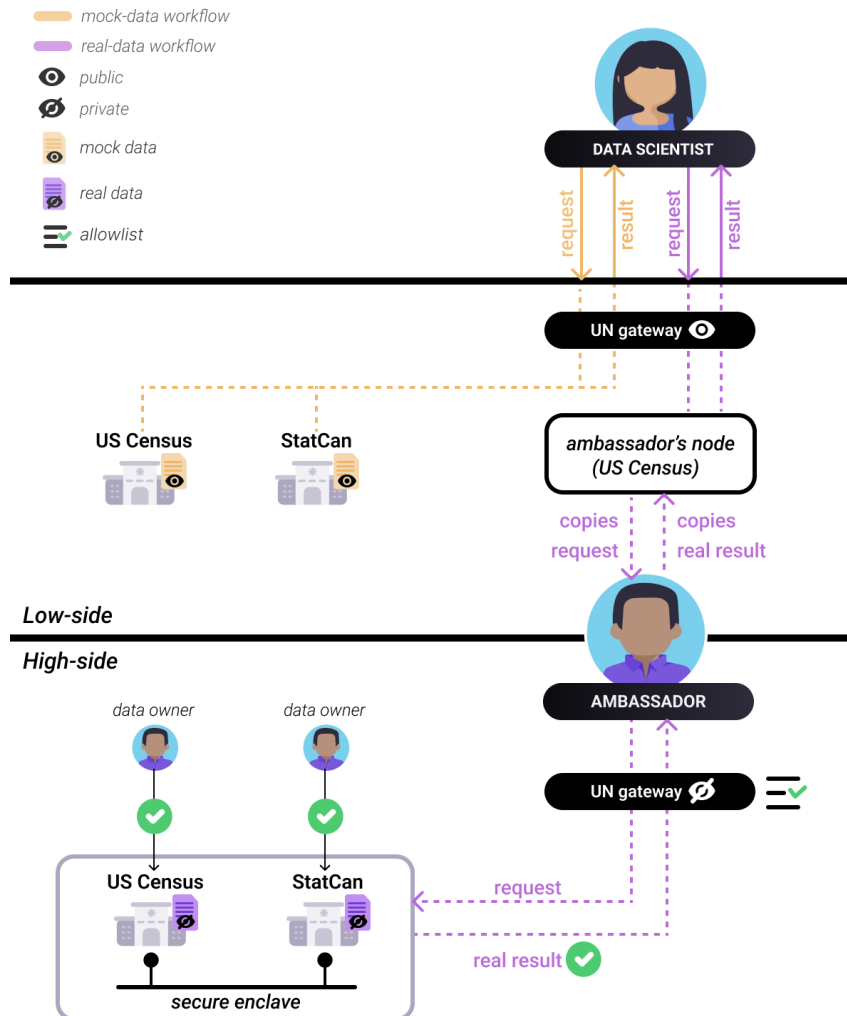 mock-data workflow
real-data workflow
public
private
mock data
real data
allowlist
DATA SCIENTIST
request
result
request
result
UN gateway
US Census
StatCan
ambassador's node
(US Census)
copies
request
copies
real result
Low-side
High-side
AMBASSADOR
data owner
data owner
UN gateway
US Census
StatCan
request
real result
secure enclave